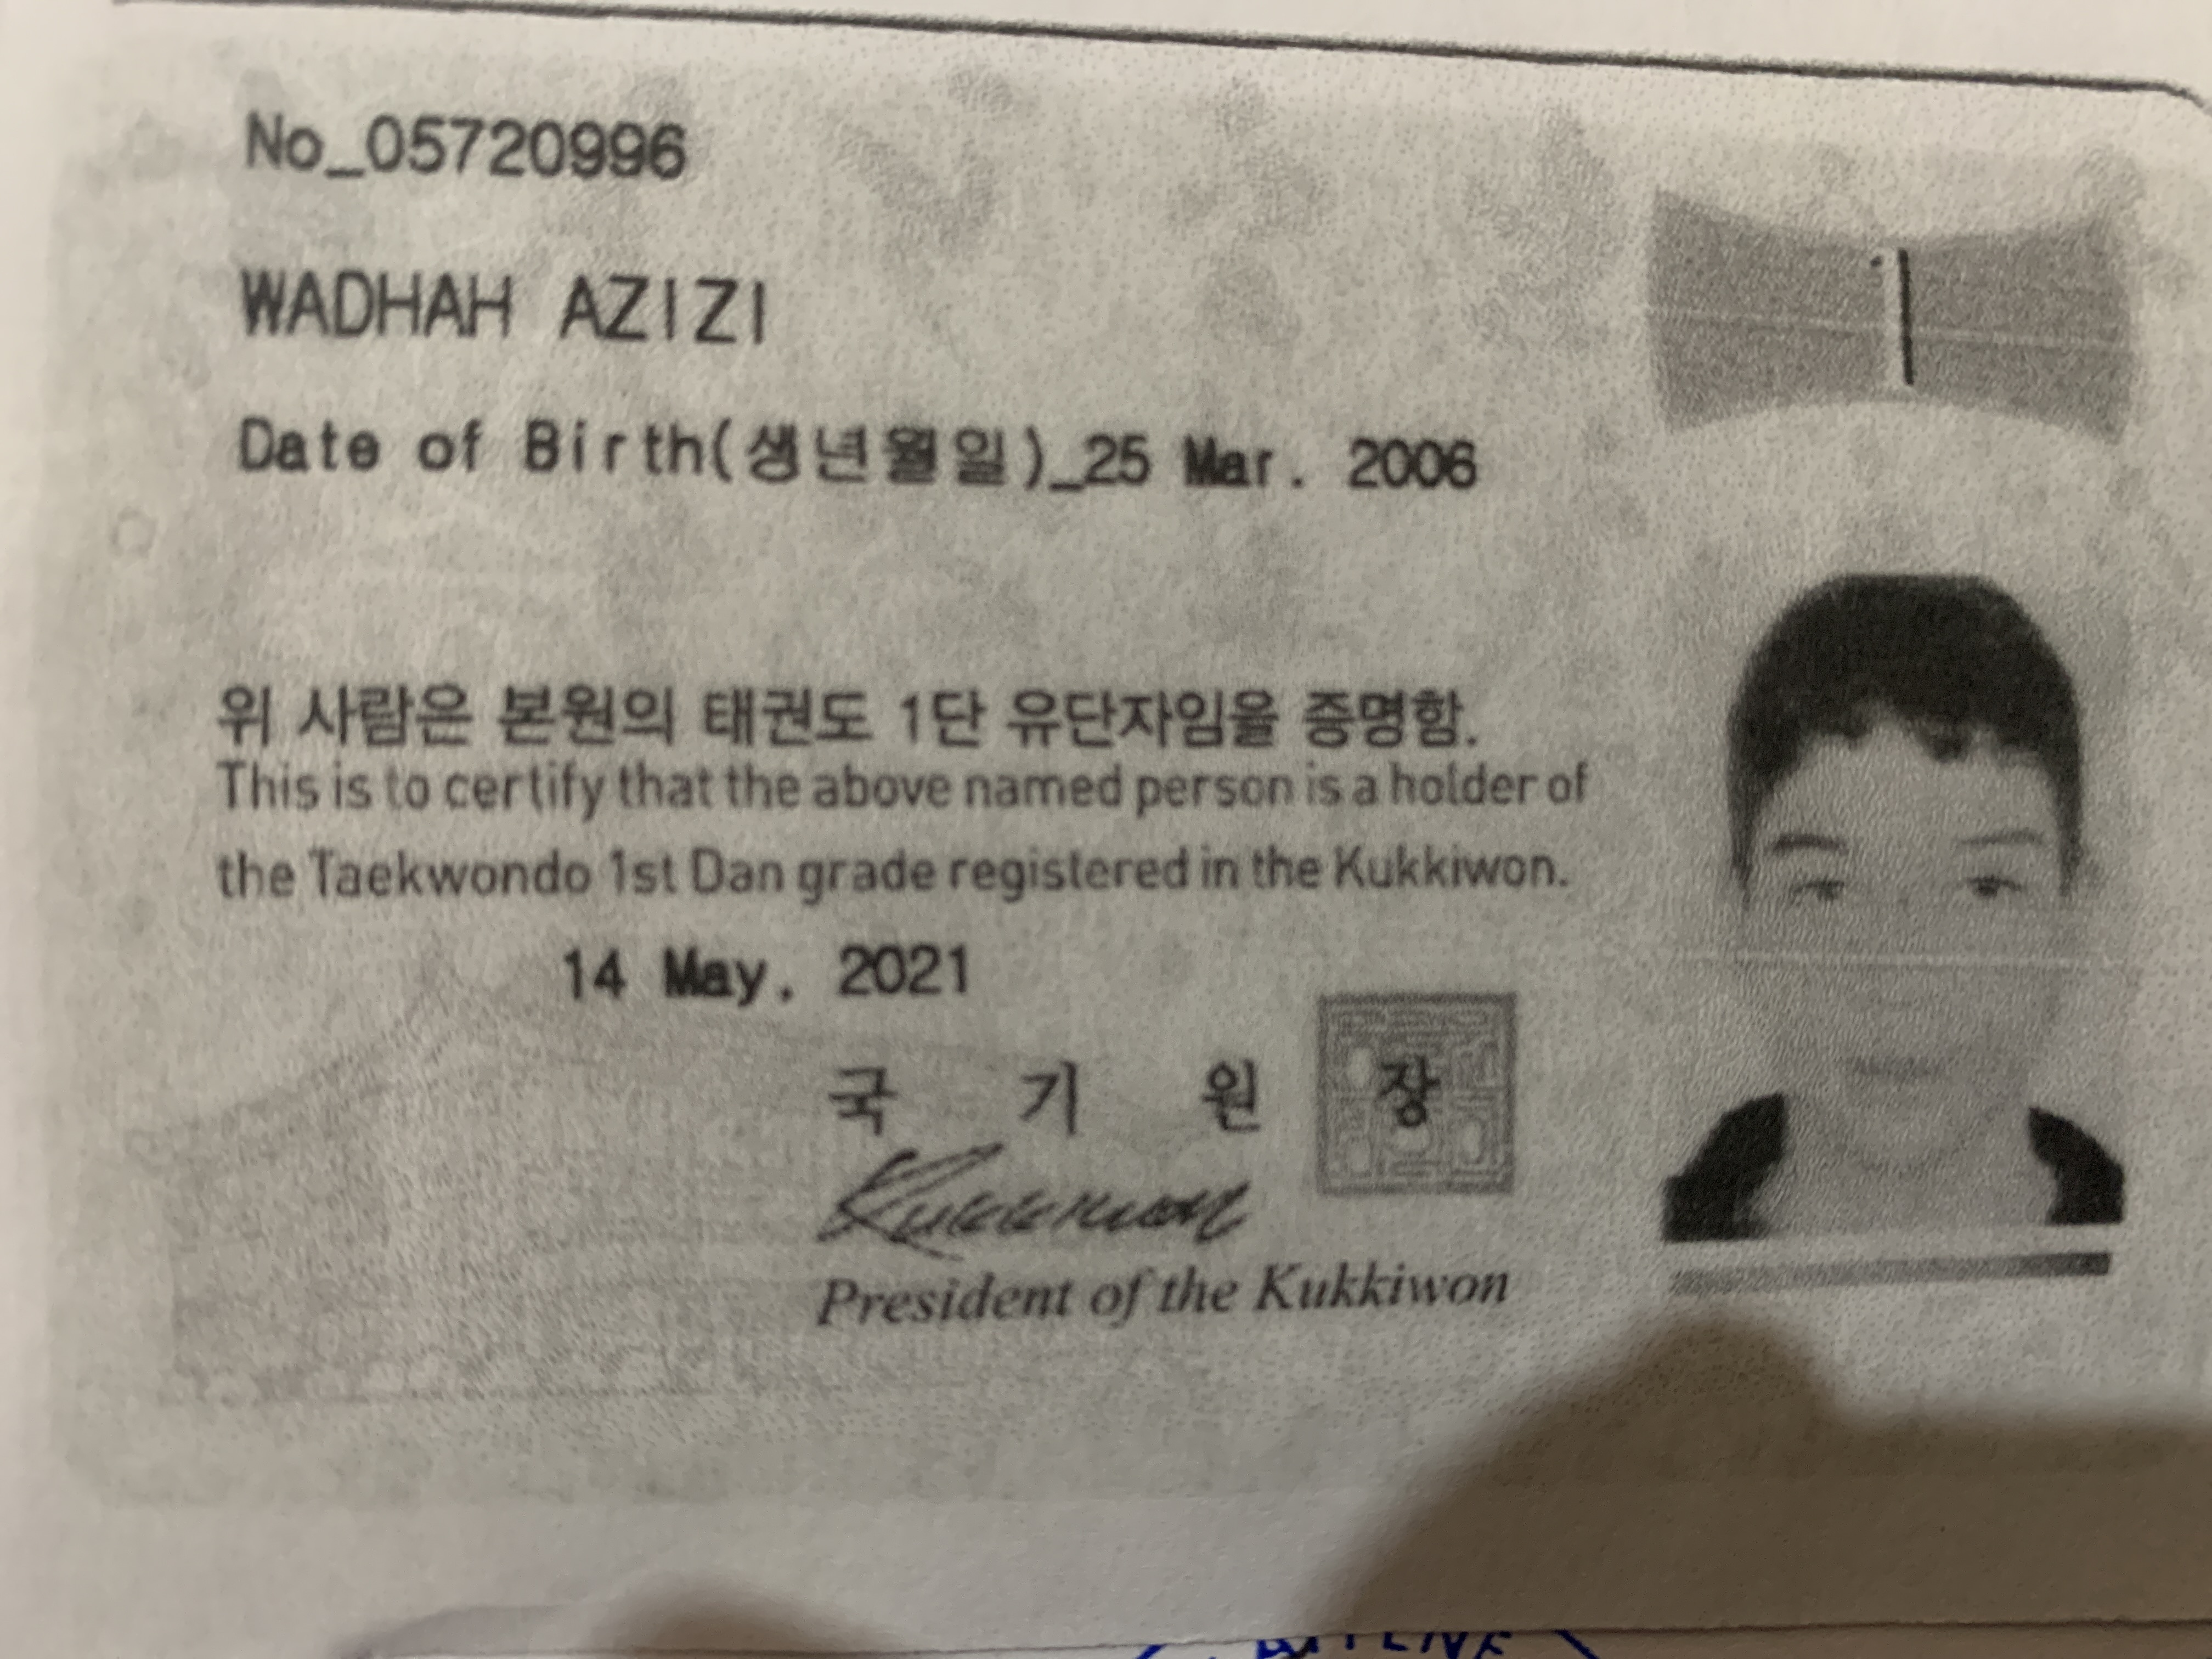 No_05720996
WADHAH AZIZI
Date of Birth(생년월일)_25 Mar. 2006
위 사람은 본원의 태권도 1단 유단자임을 증명함.
This is to certify that the above named person is a holder of
the Taekwondo 1st Dan grade registered in the Kukkiwon.
14 May. 2021
국 기 원 장
Kukkiwon
President of the Kukkiwon